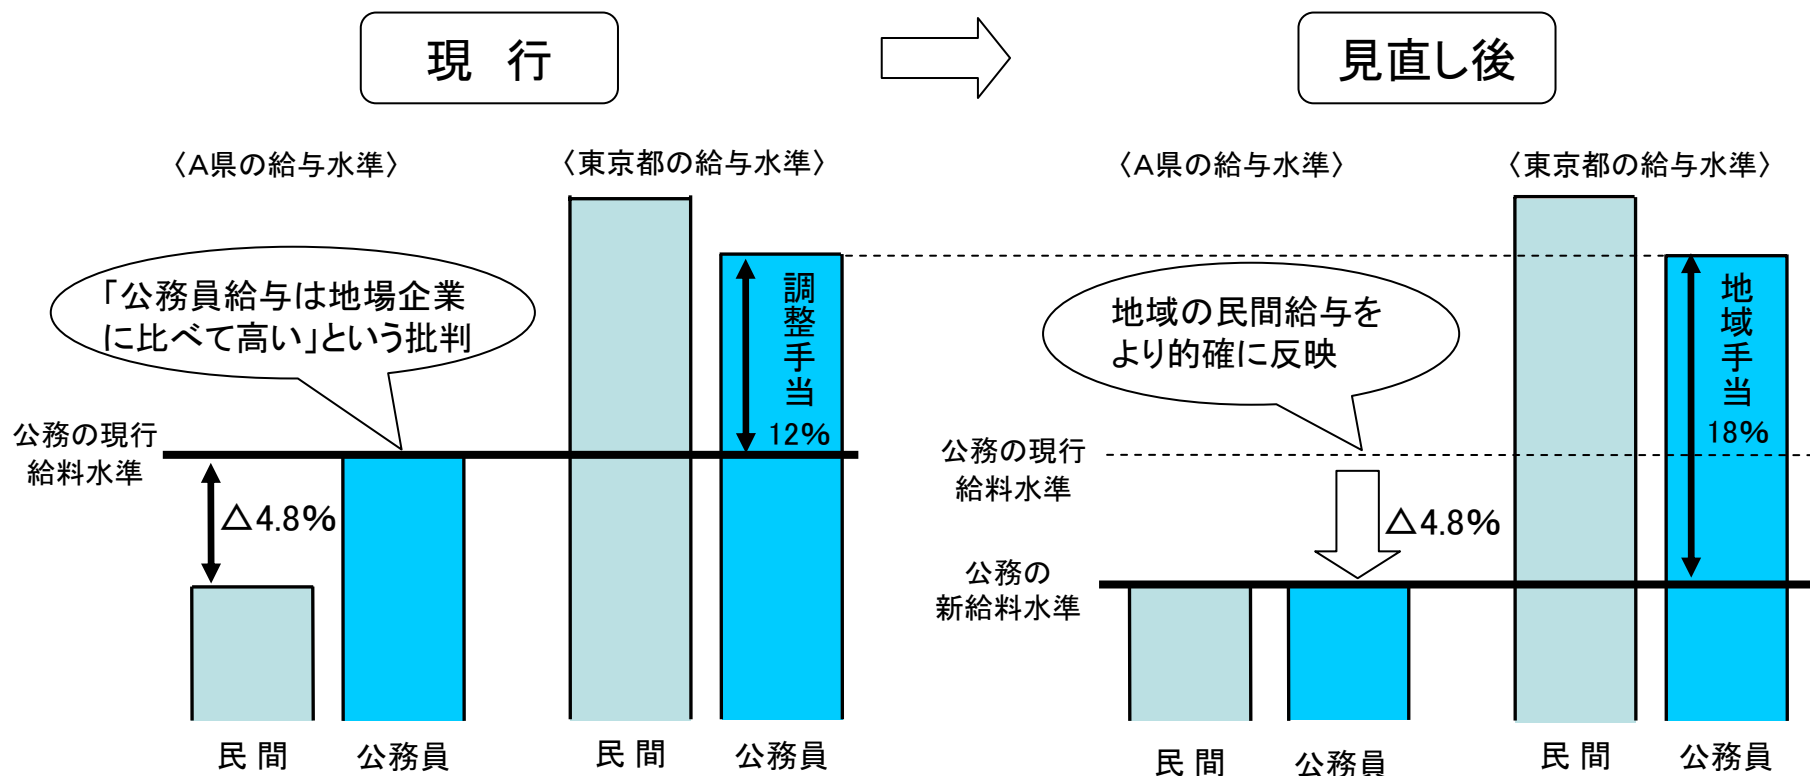 現 行
見直し後
〈A県の給与水準〉
〈東京都の給与水準〉
「公務員給与は地場企業
に比べて高い」という批判
調整手当
12%
公務の現行
給料水準
△4.8%
民 間
公務員
民 間
公務員
〈A県の給与水準〉
〈東京都の給与水準〉
地域の民間給与を
より的確に反映
地域手当
18%
公務の現行
給料水準
△4.8%
公務の
新給料水準
民 間
公務員
民 間
公務員